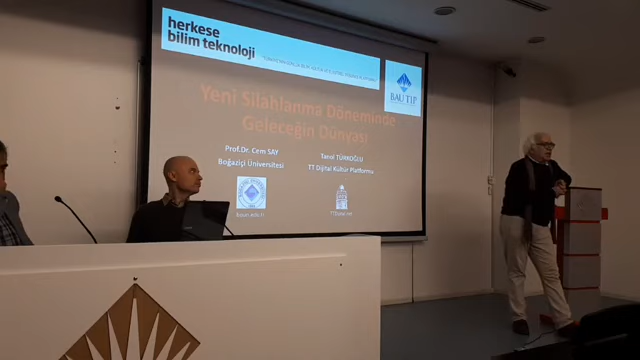 herkese
bilim teknoloji
BAU TIP
Yeni Silahlanma Döneminde
Geleceğin Dünyası
Prof.Dr. Cem SAY
Boğaziçi Üniversitesi
Tanol TÜRKOĞLU
TT Dijital Kültür Platformu